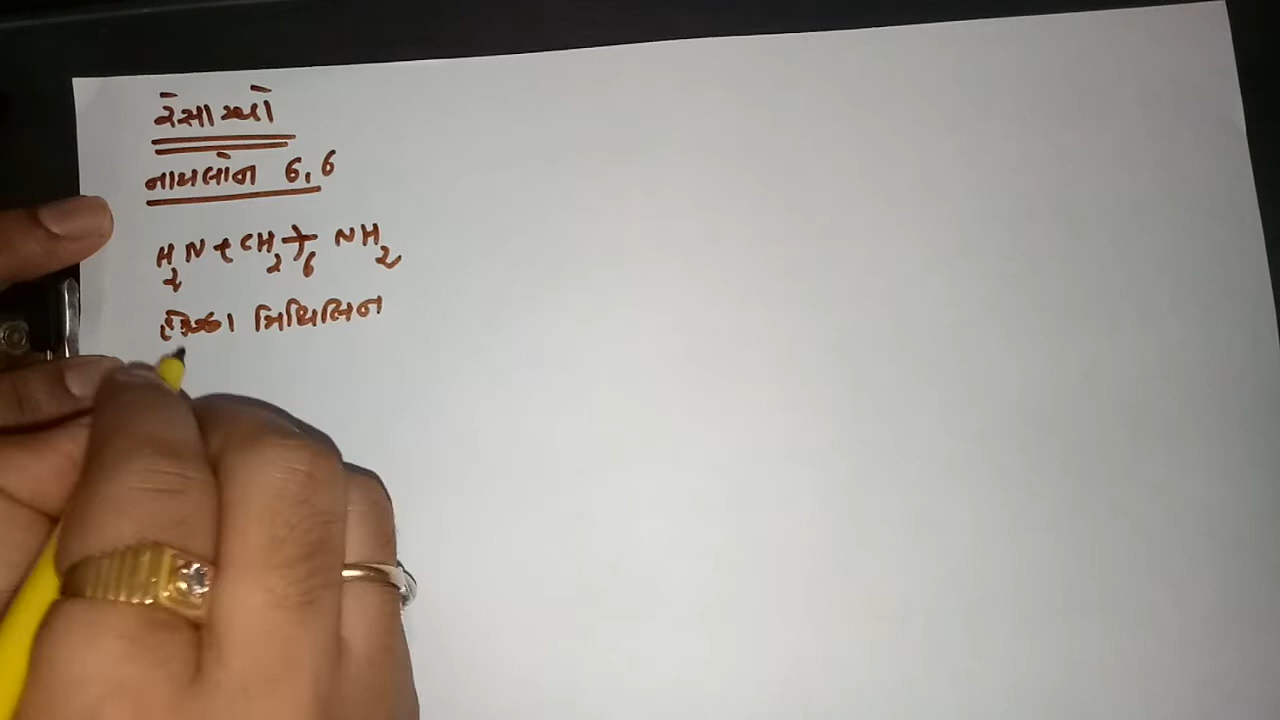 રેસાઓ
નાયલોન 6,6
H₂N-(CH₂)-₆ NH₂
હેક્ઝા મિથિલિન